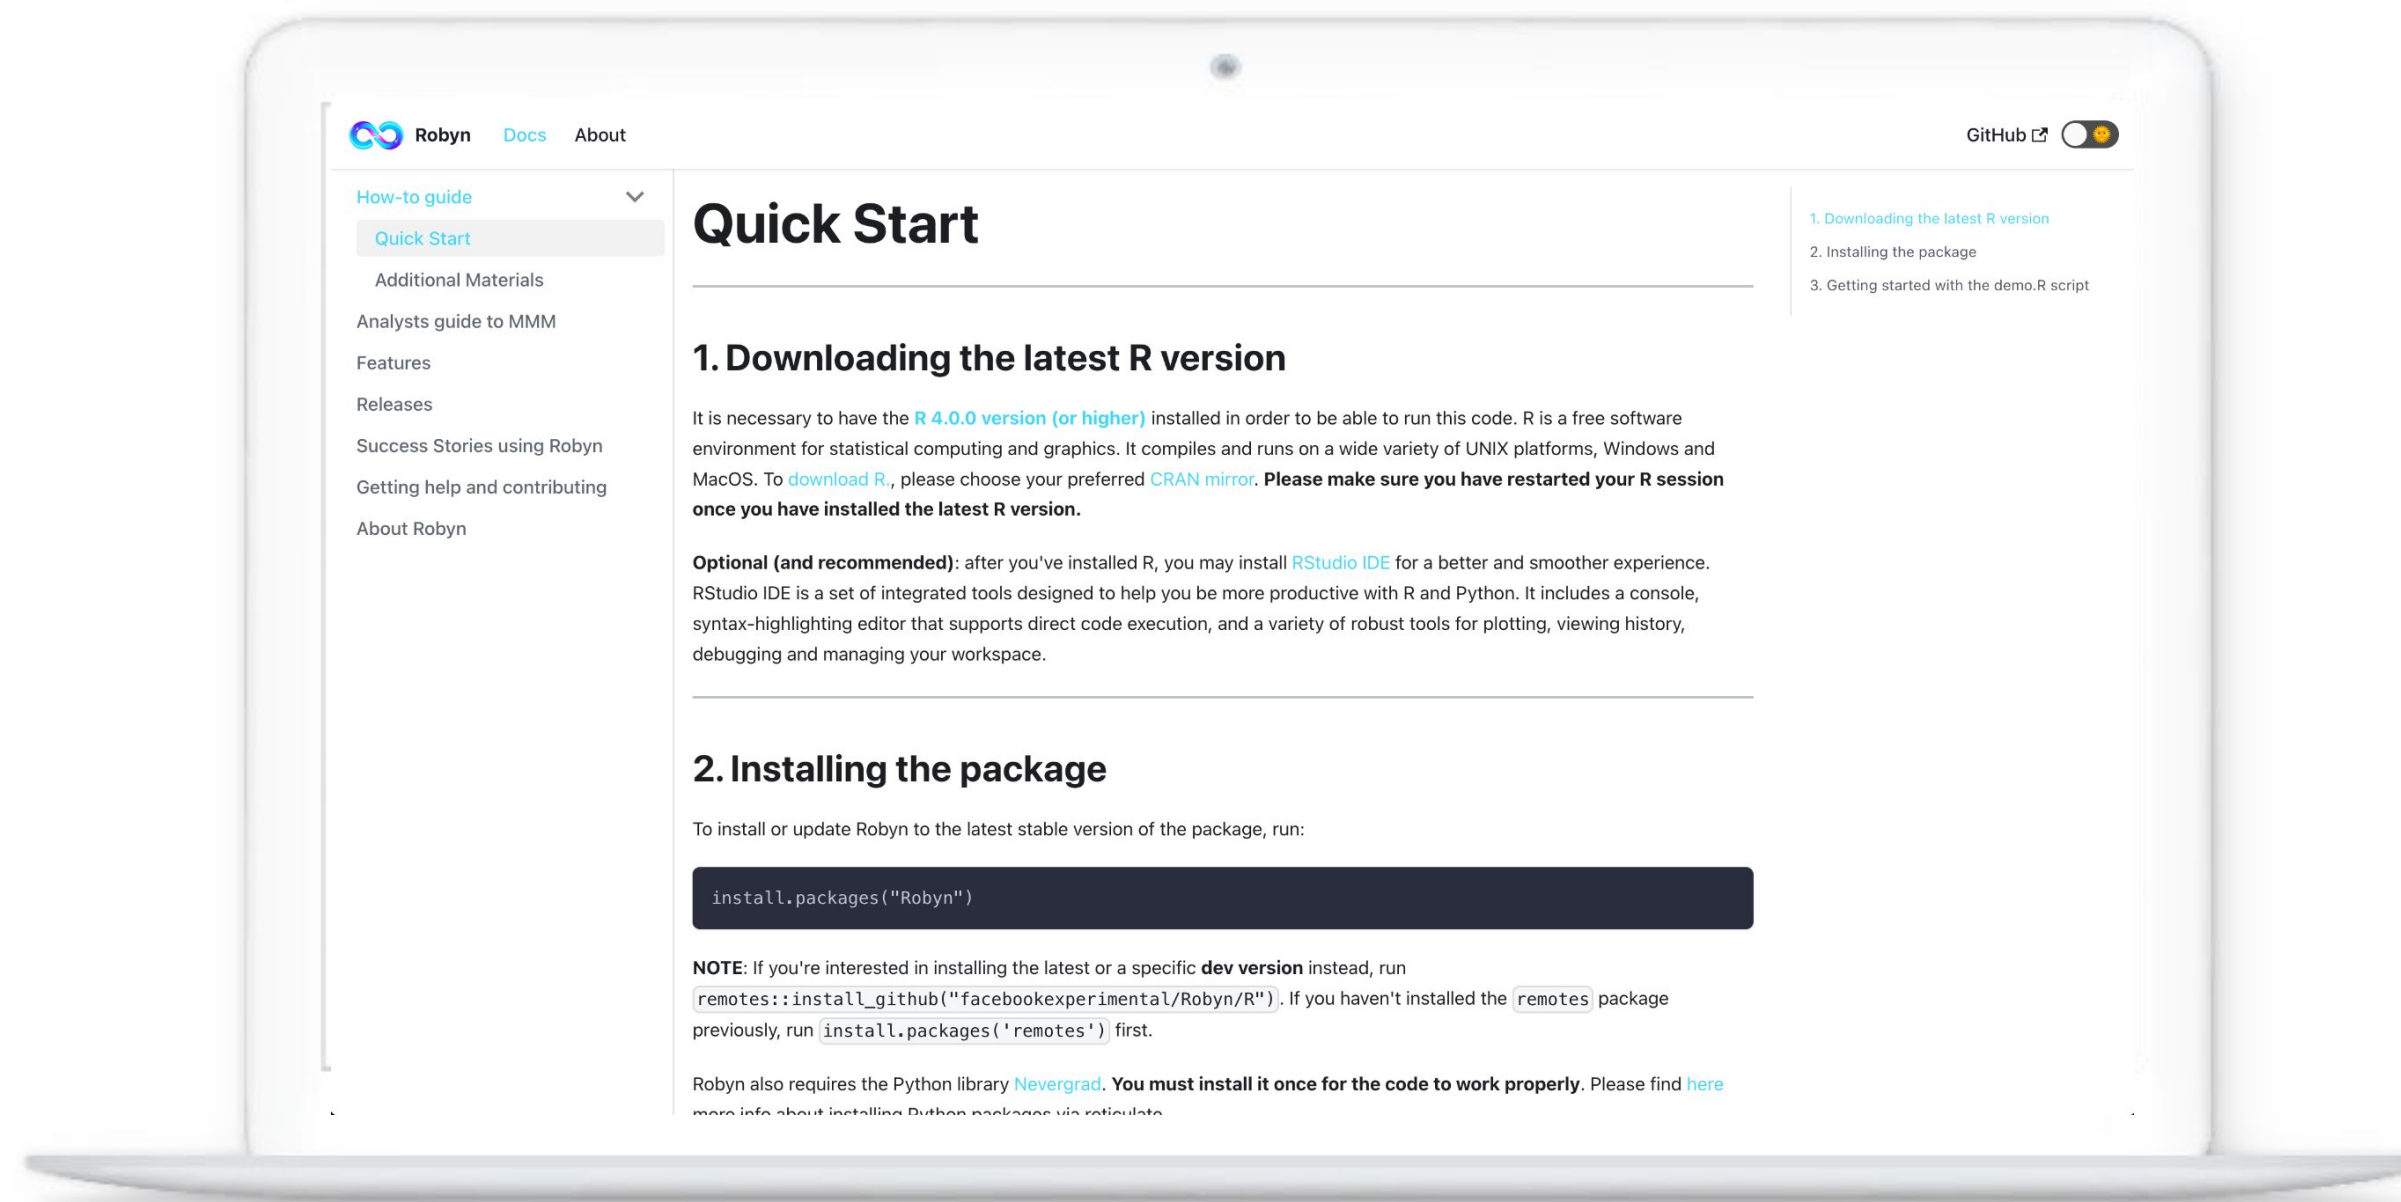 Robyn Docs About GitHub
How-to guide
Quick Start
Additional Materials
Analysts guide to MMM
Features
Releases
Success Stories using Robyn
Getting help and contributing
About Robyn
Quick Start
1. Downloading the latest R version
It is necessary to have the R 4.0.0 version (or higher) installed in order to be able to run this code. R is a free software
environment for statistical computing and graphics. It compiles and runs on a wide variety of UNIX platforms, Windows and
MacOS. To download R., please choose your preferred CRAN mirror. Please make sure you have restarted your R session
once you have installed the latest R version.
Optional (and recommended): after you've installed R, you may install RStudio IDE for a better and smoother experience.
RStudio IDE is a set of integrated tools designed to help you be more productive with R and Python. It includes a console,
syntax-highlighting editor that supports direct code execution, and a variety of robust tools for plotting, viewing history,
debugging and managing your workspace.
2. Installing the package
To install or update Robyn to the latest stable version of the package, run:
install.packages("Robyn")
NOTE: If you're interested in installing the latest or a specific dev version instead, run
remotes::install_github("facebookexperimental/Robyn/R"). If you haven't installed the remotes package
previously, run install.packages('remotes') first.
Robyn also requires the Python library Nevergrad. You must install it once for the code to work properly. Please find here
more info about installing Python packages via reticulate
1. Downloading the latest R version
2. Installing the package
3. Getting started with the demo.R script